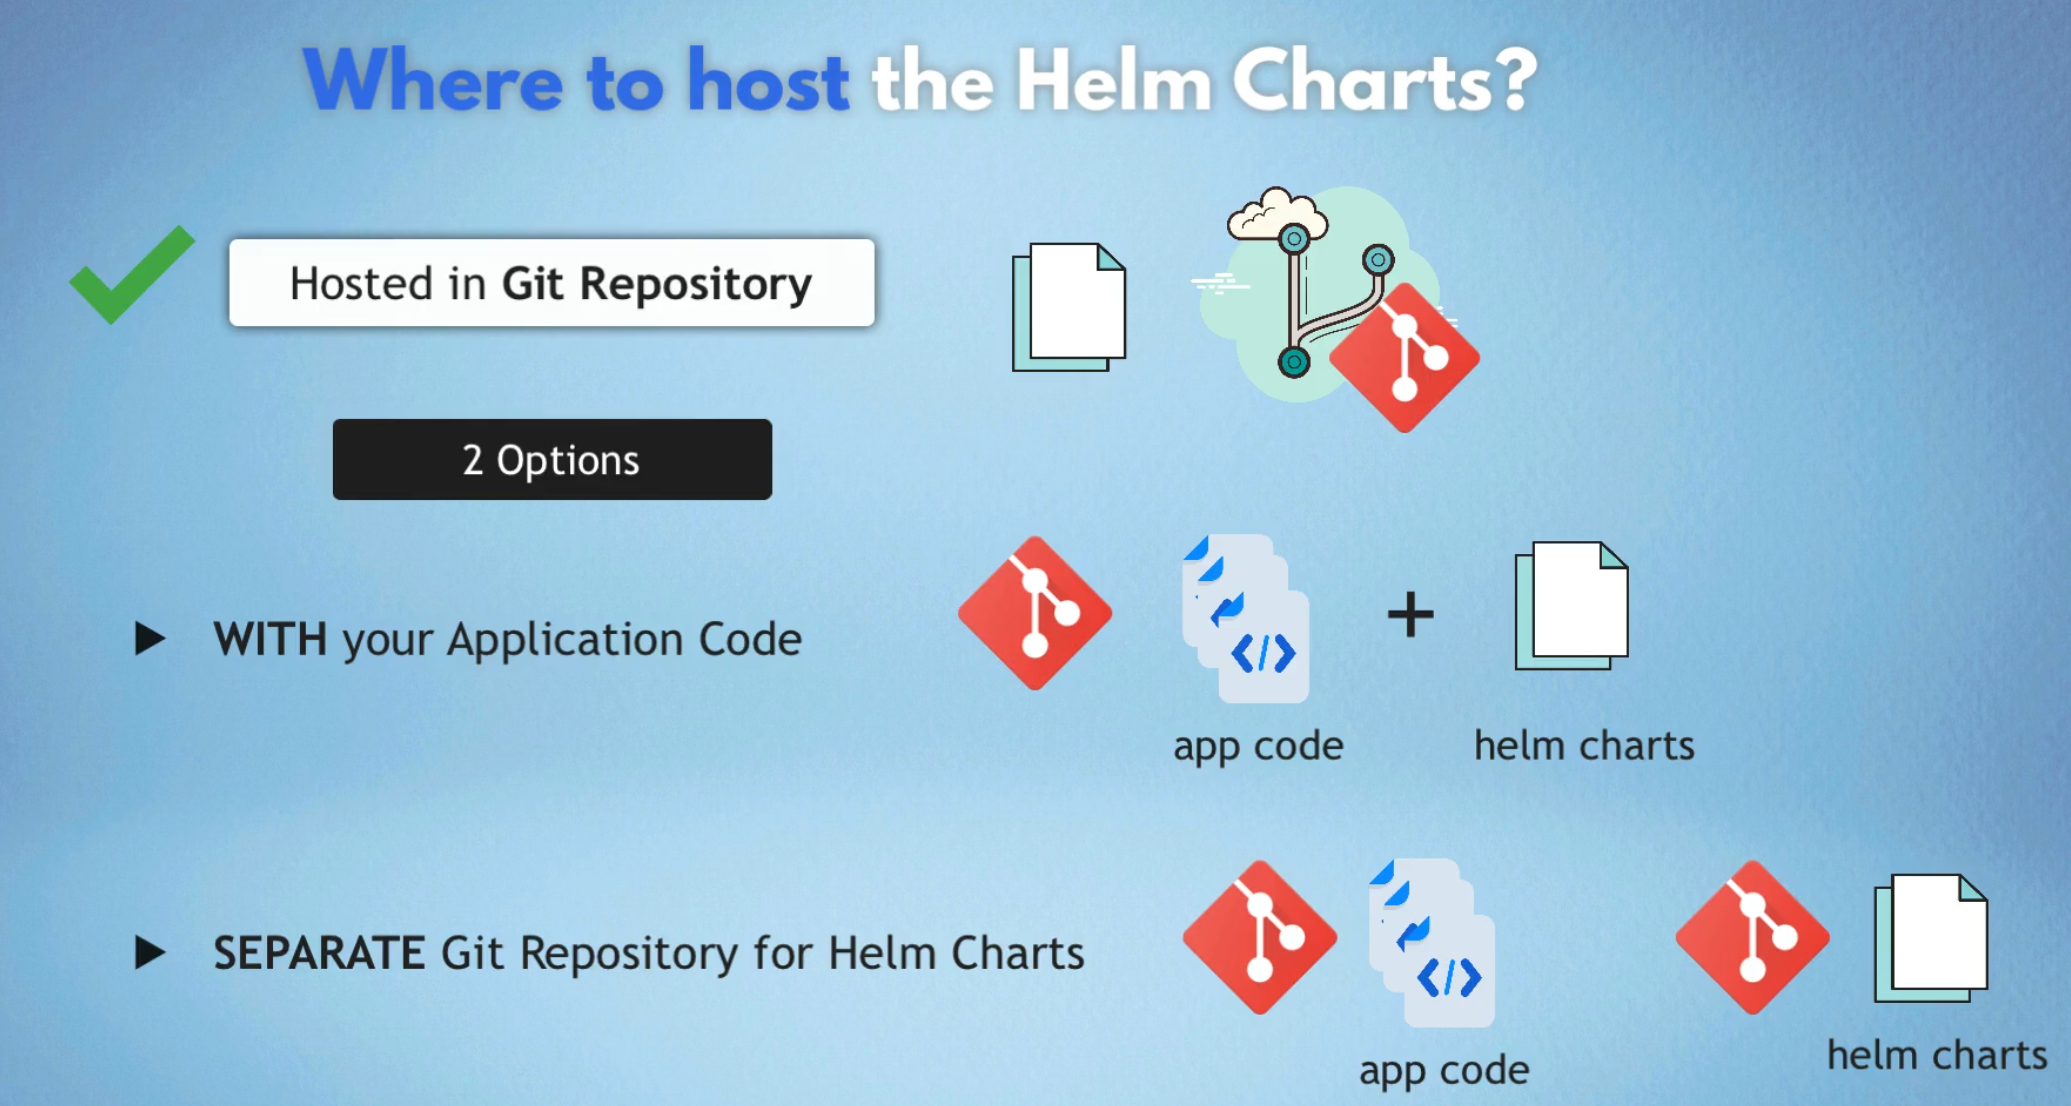 Where to host the Helm Charts?
Hosted in Git Repository
2 Options
WITH your Application Code
app code
helm charts
SEPARATE Git Repository for Helm Charts
app code
helm charts